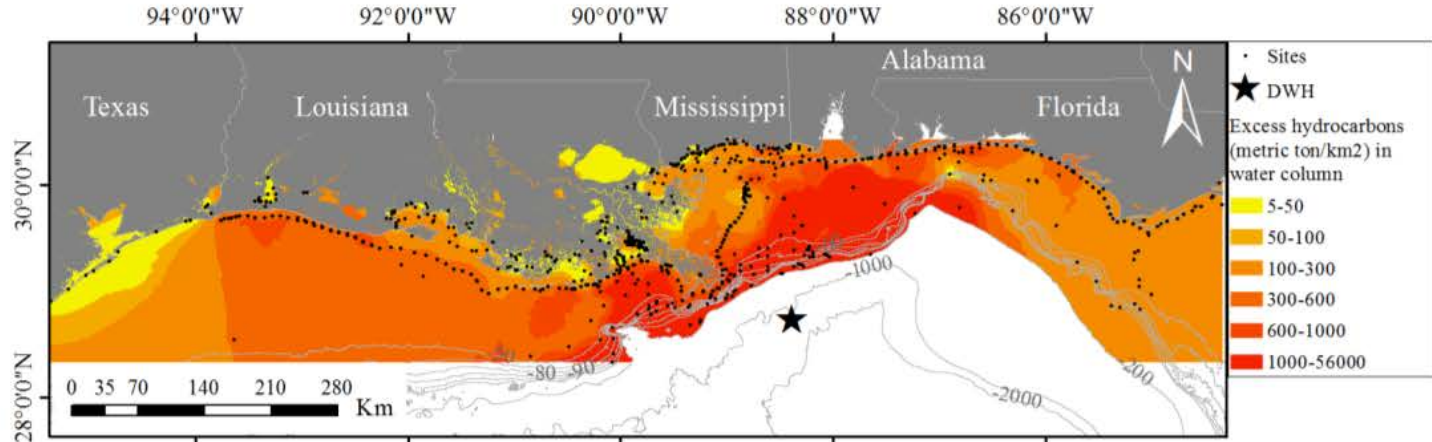 94°0'0"W 92°0'0"W 90°0'0"W 88°0'0"W 86°0'0"W
Alabama
N
Texas Louisiana Mississippi Florida
30°0'0"N
28°0'0"N
-1000
-80 -90
-200
-2000
0 35 70 140 210 280
Km
Sites
DWH
Excess hydrocarbons
(metric ton/km2) in
water column
5-50
50-100
100-300
300-600
600-1000
1000-56000